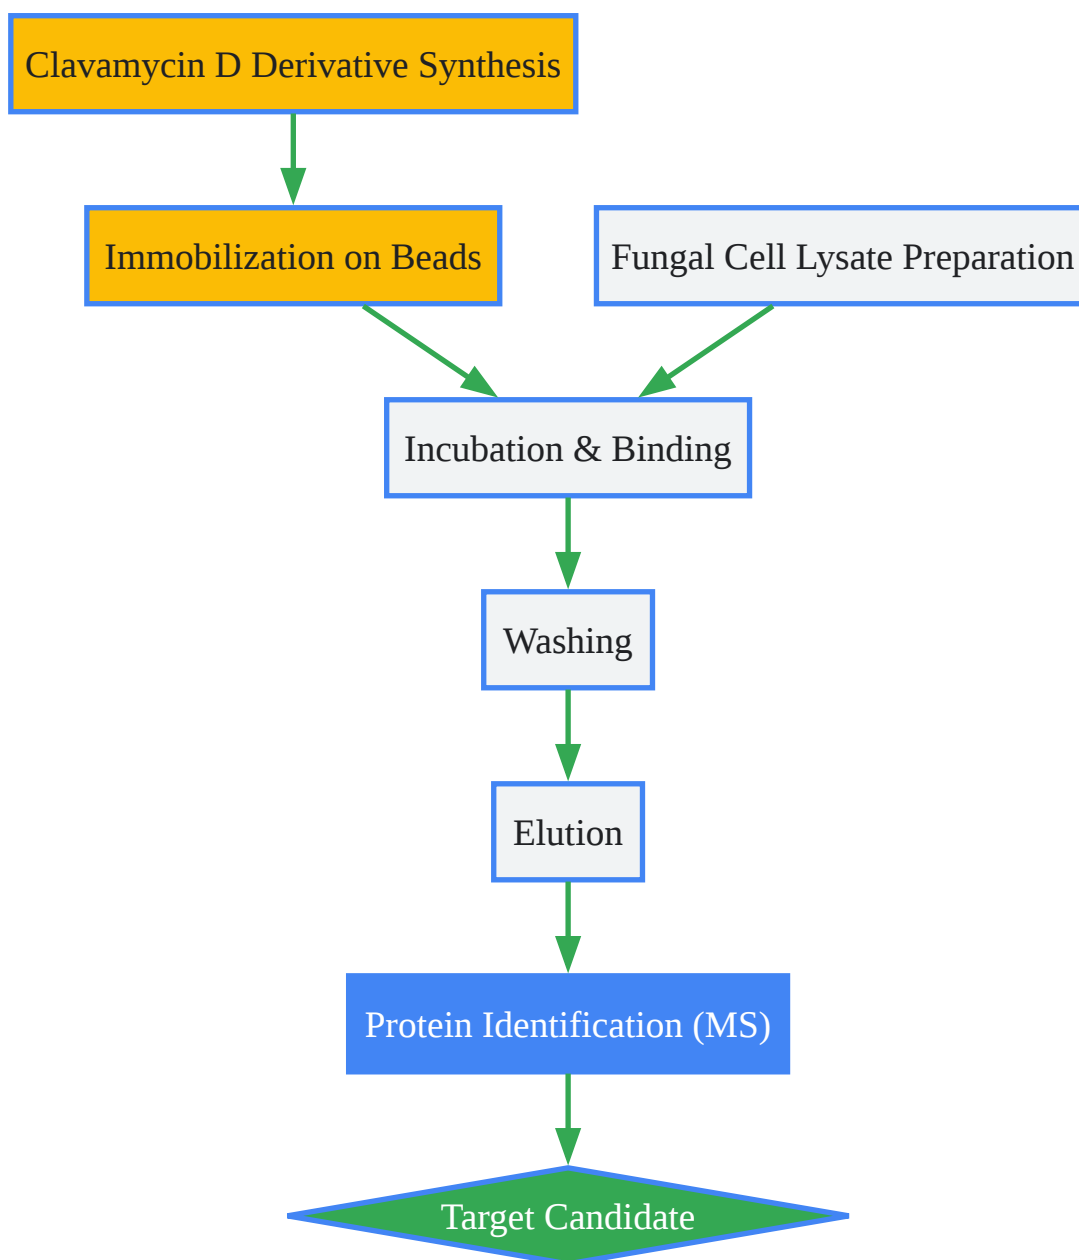 Clavamycin D Derivative Synthesis
Immobilization on Beads
Fungal Cell Lysate Preparation
Incubation & Binding
Washing
Elution
Protein Identification (MS)
Target Candidate